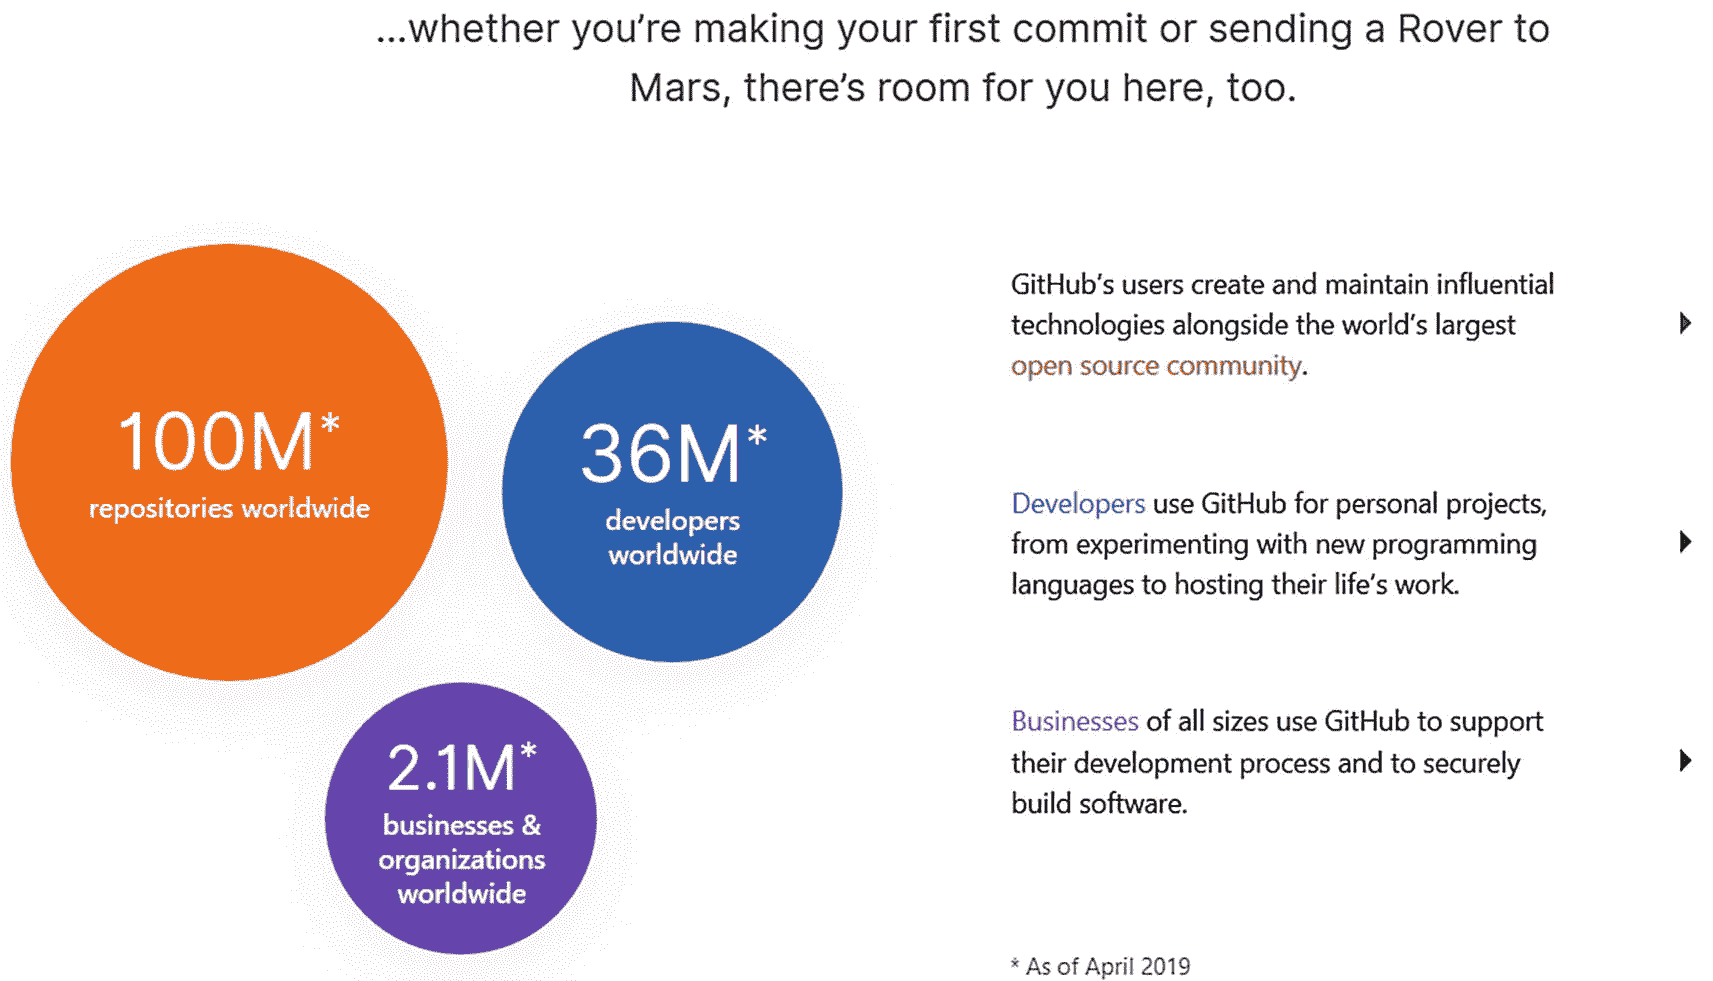 ...whether you’re making your first commit or sending a Rover to
Mars, there’s room for you here, too.
100M*
repositories worldwide
36M*
developers
worldwide
2.1M*
businesses &
organizations
worldwide
GitHub’s users create and maintain influential
technologies alongside the world’s largest
open source community.
Developers use GitHub for personal projects,
from experimenting with new programming
languages to hosting their life’s work.
Businesses of all sizes use GitHub to support
their development process and to securely
build software.
* As of April 2019